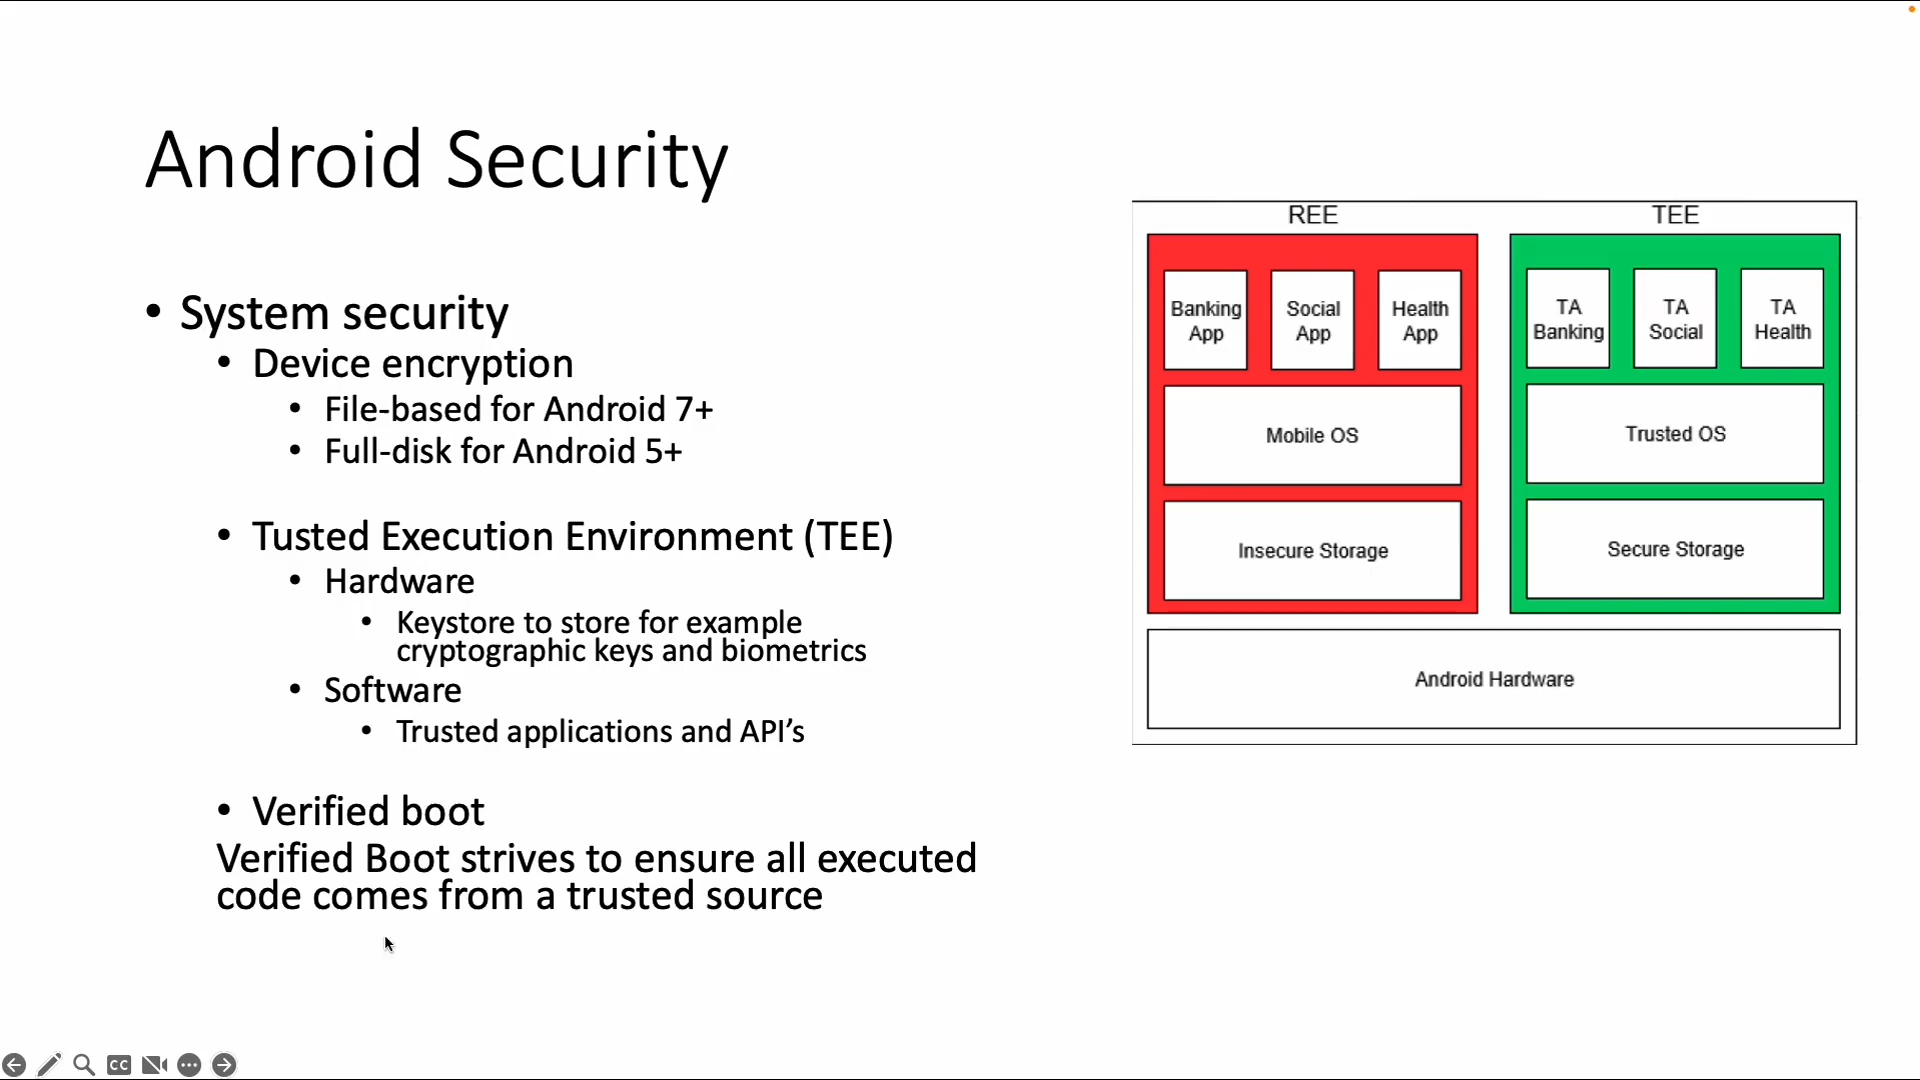 Android Security
• System security
• Device encryption
• File-based for Android 7+
• Full-disk for Android 5+
• Tusted Execution Environment (TEE)
• Hardware
• Keystore to store for example
cryptographic keys and biometrics
• Software
• Trusted applications and API’s
• Verified boot
Verified Boot strives to ensure all executed
code comes from a trusted source
REE
Banking
App
Social
App
Health
App
Mobile OS
Insecure Storage
TEE
TA
Banking
TA
Social
TA
Health
Trusted OS
Secure Storage
Android Hardware
CC